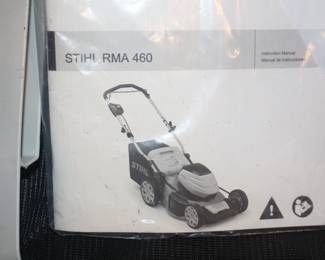 STIHL RMA 460
Instruction Manual
Manual de instrucciones
STIHL